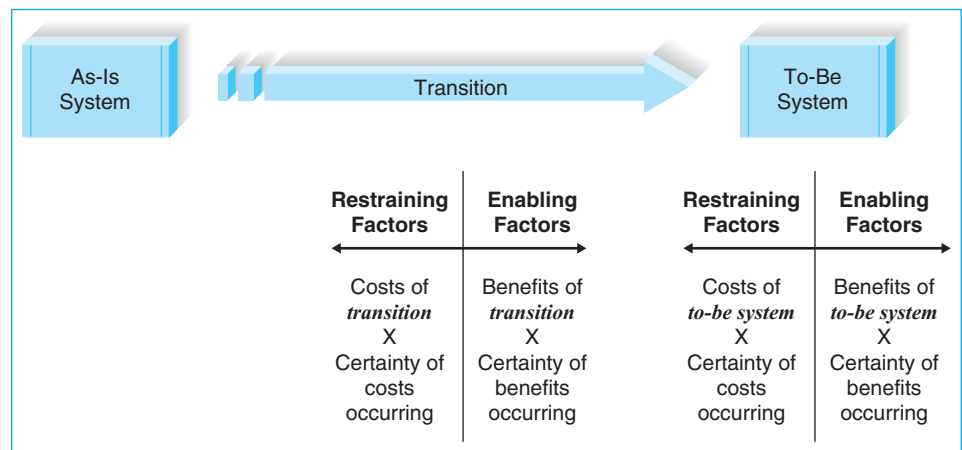 As-Is
System
Transition
To-Be
System
Restraining
Factors
Enabling
Factors
Costs of
transition
X
Certainty of
costs
occurring
Benefits of
transition
X
Certainty of
benefits
occurring
Restraining
Factors
Enabling
Factors
Costs of
to-be system
X
Certainty of
costs
occurring
Benefits of
to-be system
X
Certainty of
benefits
occurring